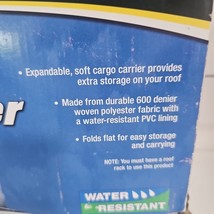 • Expandable, soft cargo carrier provides
extra storage on your roof
• Made from durable 600 denier
woven polyester fabric with
a water-resistant PVC lining
er
• Folds flat for easy storage
and carrying
NOTE: You must have a roof
rack to use this product
WATER
RESISTANT